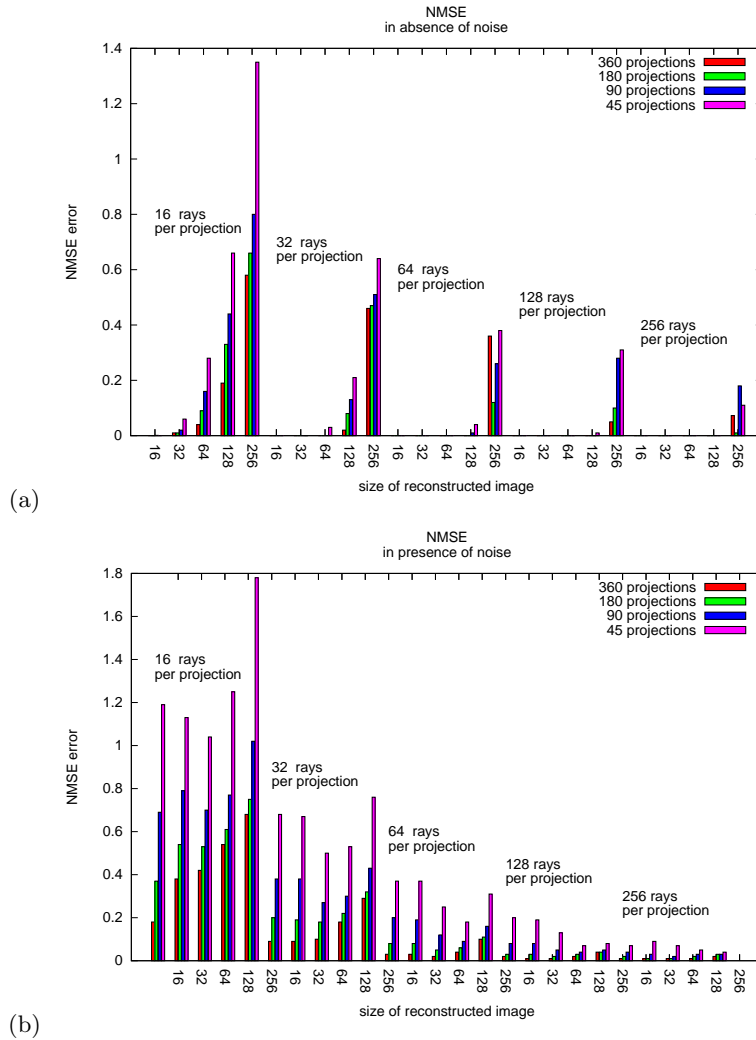 NMSE
in absence of noise
1.4
1.2
1
0.8
0.6
0.4
0.2
0
NMSE error
360 projections
180 projections
90 projections
45 projections
16 rays
per projection
32 rays
per projection
64 rays
per projection
128 rays
per projection
256 rays
per projection
16 32 64 128 256 16 32 64 128 256 16 32 64 128 256 16 32 64 128 256 16 32 64 128 256
size of reconstructed image
(a)
NMSE
in presence of noise
1.8
1.6
1.4
1.2
1
0.8
0.6
0.4
0.2
0
NMSE error
360 projections
180 projections
90 projections
45 projections
16 rays
per projection
32 rays
per projection
64 rays
per projection
128 rays
per projection
256 rays
per projection
16 32 64 128 256 16 32 64 128 256 16 32 64 128 256 16 32 64 128 256 16 32 64 128 256
size of reconstructed image
(b)